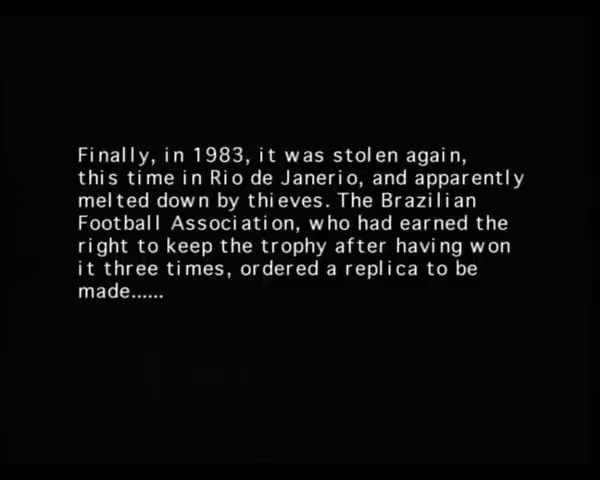 Finally, in 1983, it was stolen again,
this time in Rio de Janerio, and apparently
melted down by thieves. The Brazilian
Football Association, who had earned the
right to keep the trophy after having won
it three times, ordered a replica to be
made......